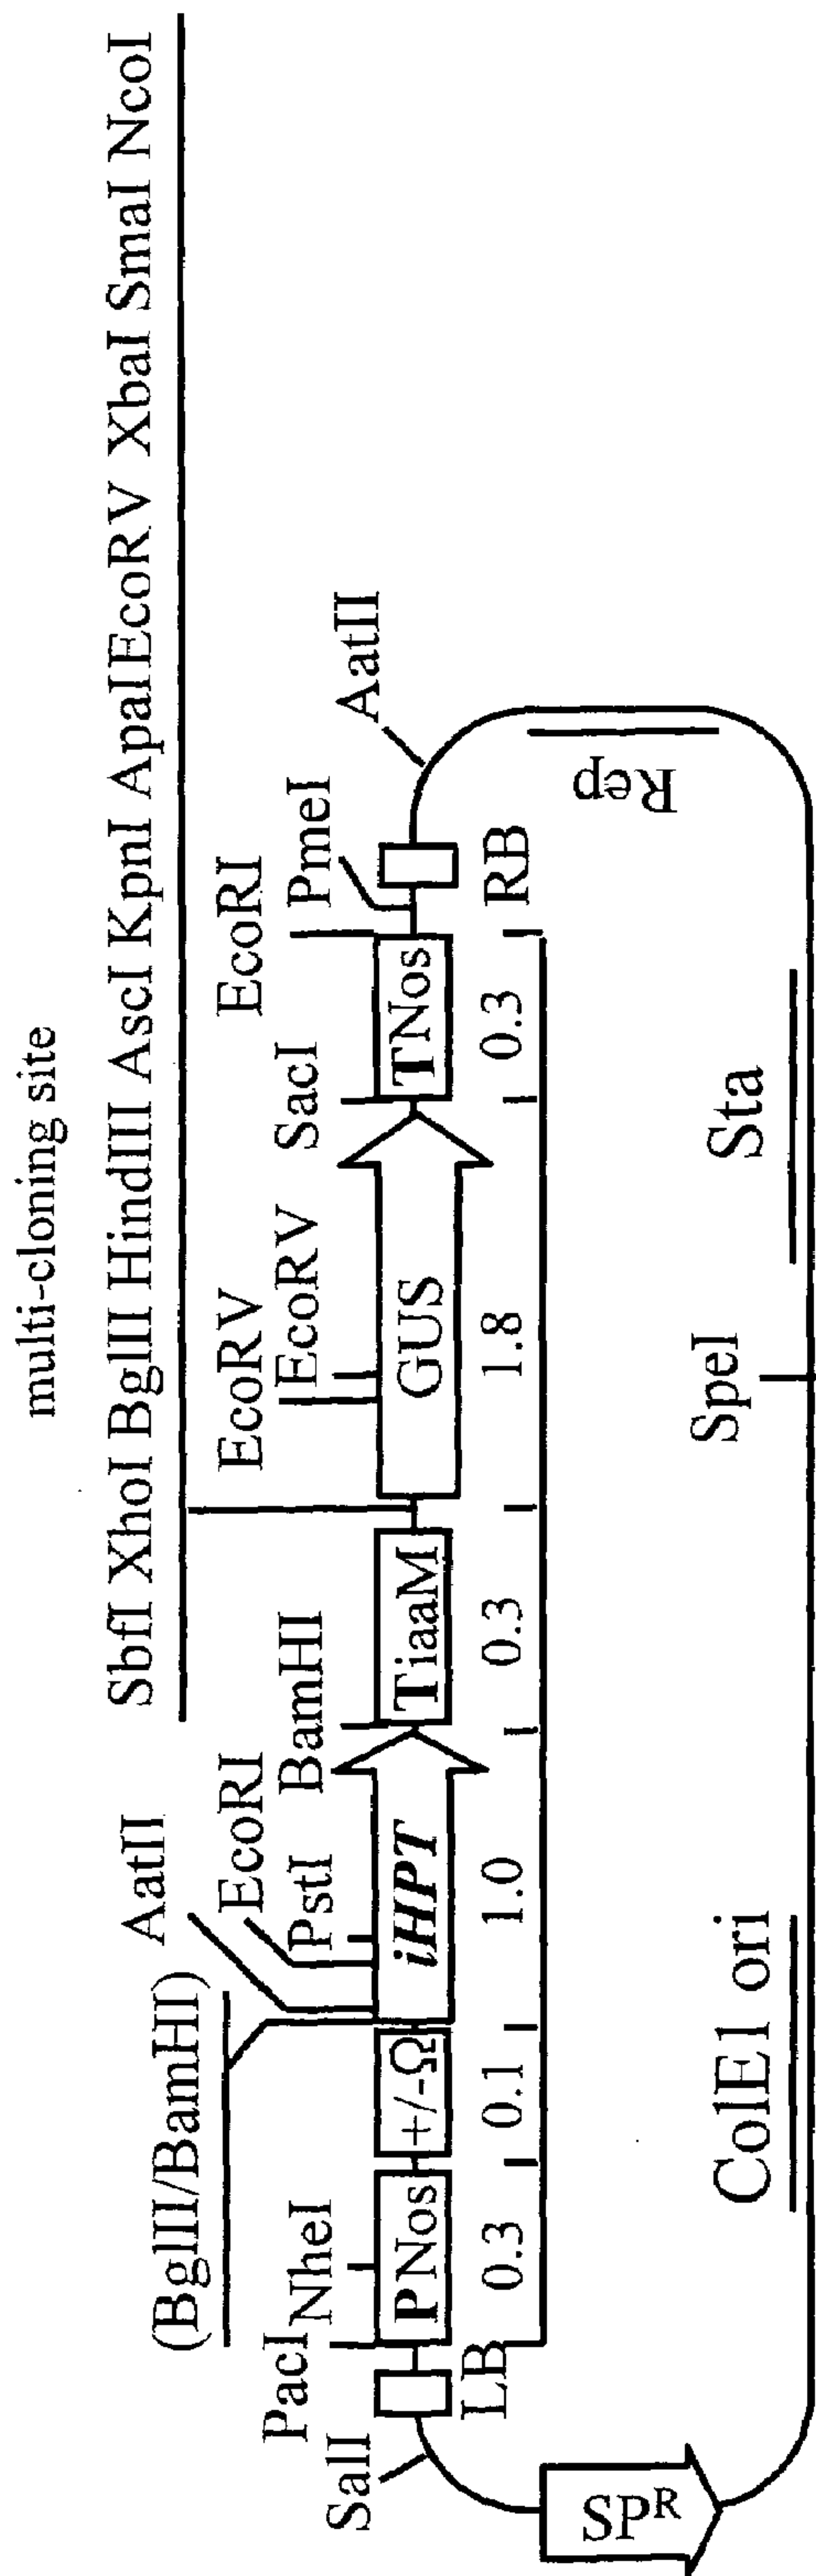 multi-cloning site
SbfI XhoI BglII HindIII AscI KpnI ApaI EcoRV XbaI SmaI NcoI
(BglII/BamHI)
AatII
EcoRI
PstI
BamHI
EcoRV
EcoRV
SacI
EcoRI
PmeI
AatII
SalI
PacI
NheI
PNos
+/-Ω
iHPT
TiaaM
GUS
TNos
LB
0.3
0.1
1.0
0.3
1.8
0.3
RB
SPᴿ
ColE1 ori
SpeI
Sta
Rep